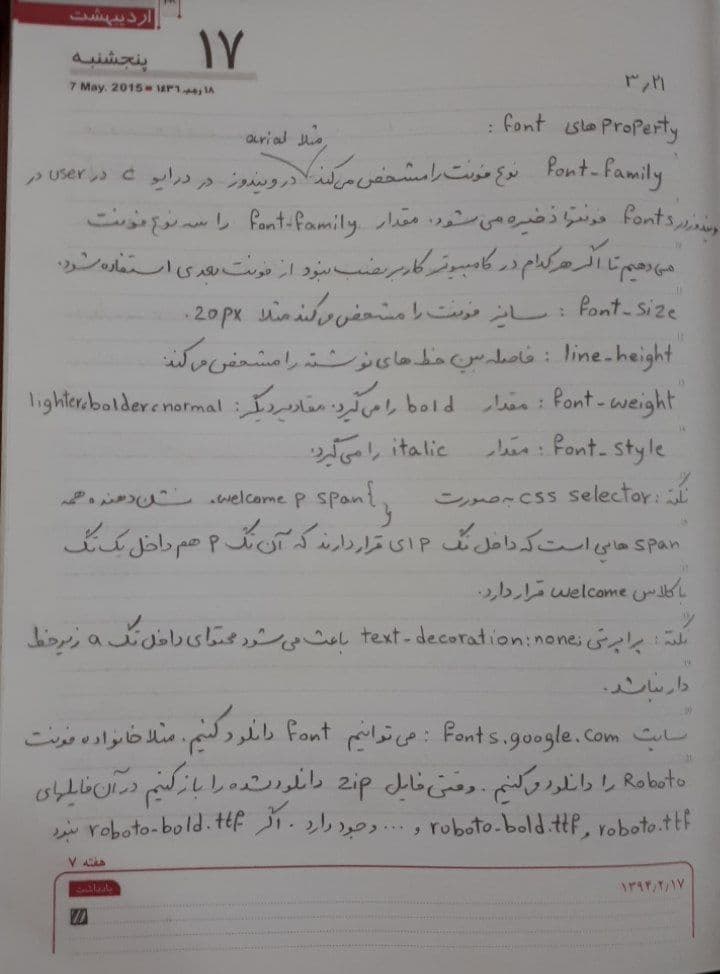 اردیبهشت
۱۷
پنجشنبه
7 May. 2015 ■ ۱۸ رجب ۱۴۳۶
۳٫۲۱
property های font :
مثلا arial
font-family نوع فونت را مشخص می‌کند. در ویندوز در درایو c در user در
ویندوز در fonts فونتها ذخیره می‌شود. مقدار font-family را سه نوع فونت
می‌دهیم تا اگر هرکدام در کامپیوتر کاربر نصب نبود از فونت بعدی استفاده شود.
font-size : سایز فونت را مشخص می‌کند مثلا 20px.
line-height : فاصله بین خط های نوشته را مشخص می‌کند.
font-weight : مقدار bold را می‌گیرد. مقادیر دیگر: normal، bolder، lighter
font-style : مقدار italic را می‌گیرد.
نکته: css selector به صورت .welcome p span{ } نشان دهنده همه
span هایی است که داخل تگ p ای قرار دارند که آن تگ p هم داخل یک تگ
با کلاس welcome قرار دارد.
نکته: پراپرتی text-decoration:none; باعث می‌شود محتوای داخل تگ a زیر خط
دار نباشد.
سایت fonts.google.com : می‌توانیم font دانلود کنیم. مثلا خانواده فونت
Roboto را دانلود می‌کنیم. وقتی فایل zip دانلود شده را باز کنیم در آن فایلهای
roboto.ttf و roboto-bold.ttf و ... وجود دارد. اگر roboto-bold.ttf نبود
هفته ۷
یادداشت
۱۳۹۴/۲/۱۷